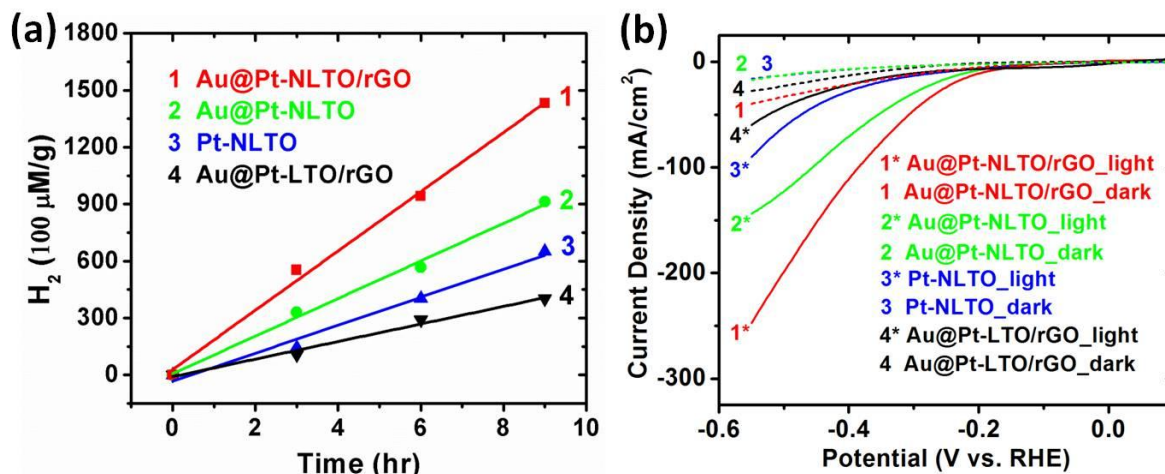 (a)
1800
1500
1200
900
600
300
0
H2 (100 μM/g)
1 Au@Pt-NLTO/rGO
2 Au@Pt-NLTO
3 Pt-NLTO
4 Au@Pt-LTO/rGO
1
2
3
4
0 2 4 6 8 10
Time (hr)
(b)
0
-100
-200
-300
Current Density (mA/cm²)
2 3
4
1
4*
3*
2*
1*
1* Au@Pt-NLTO/rGO_light
1 Au@Pt-NLTO/rGO_dark
2* Au@Pt-NLTO_light
2 Au@Pt-NLTO_dark
3* Pt-NLTO_light
3 Pt-NLTO_dark
4* Au@Pt-LTO/rGO_light
4 Au@Pt-LTO/rGO_dark
-0.6 -0.4 -0.2 0.0
Potential (V vs. RHE)